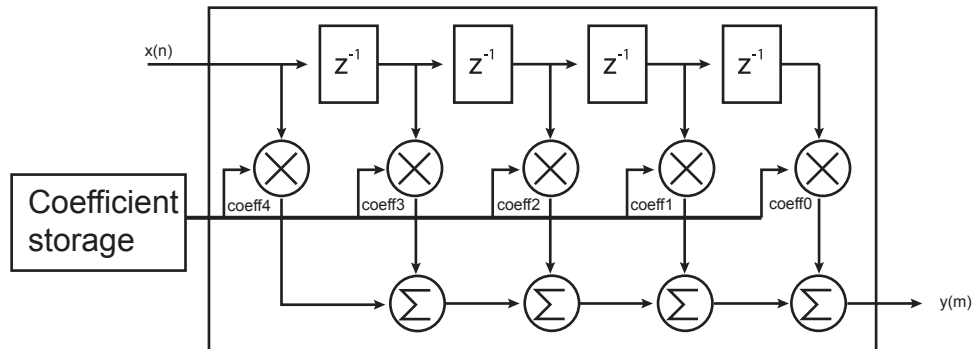 x(n)
z⁻¹ z⁻¹ z⁻¹ z⁻¹
Coefficient
storage
coeff4 coeff3 coeff2 coeff1 coeff0
Σ Σ Σ Σ
y(m)